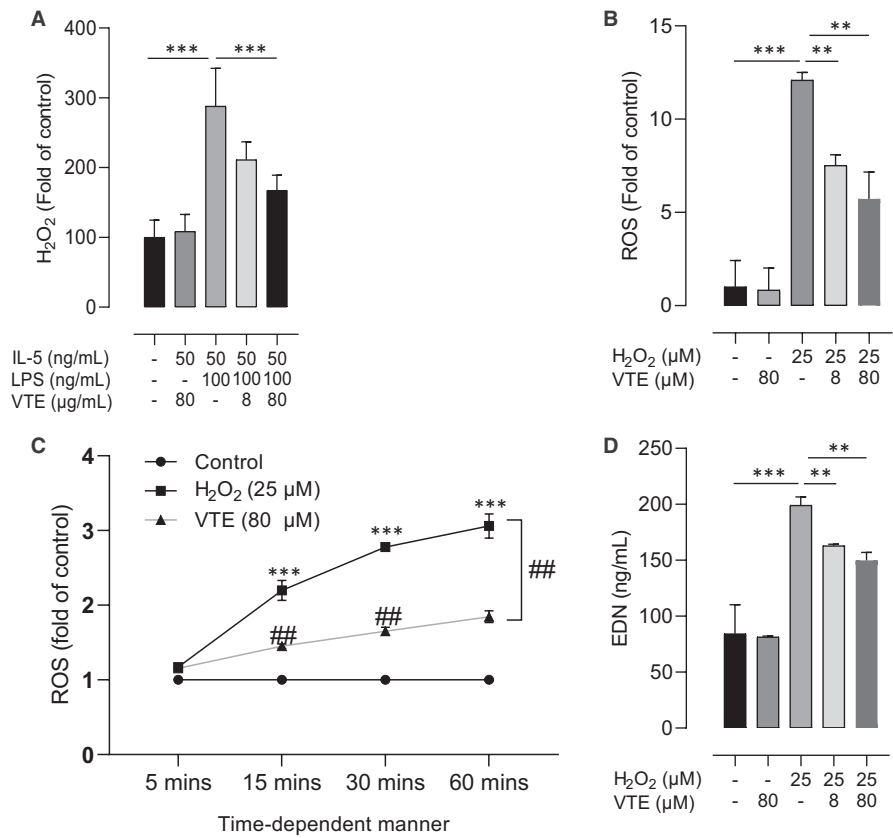 A
H₂O₂ (Fold of control)
400
300
200
100
0
*** ***
IL-5 (ng/mL) - 50 50 50 50
LPS (ng/mL) - - 100 100 100
VTE (µg/mL) - 80 - 8 80
B
ROS (Fold of control)
15
10
5
0
**
*** **
H₂O₂ (µM) - - 25 25 25
VTE (µM) - 80 - 8 80
C
ROS (fold of control)
4
3
2
1
0
Control
H₂O₂ (25 µM)
VTE (80 µM)
*** *** ***
## ## ##
5 mins 15 mins 30 mins 60 mins
Time-dependent manner
D
EDN (ng/mL)
250
200
150
100
50
0
**
*** **
H₂O₂ (µM) - - 25 25 25
VTE (µM) - 80 - 8 80